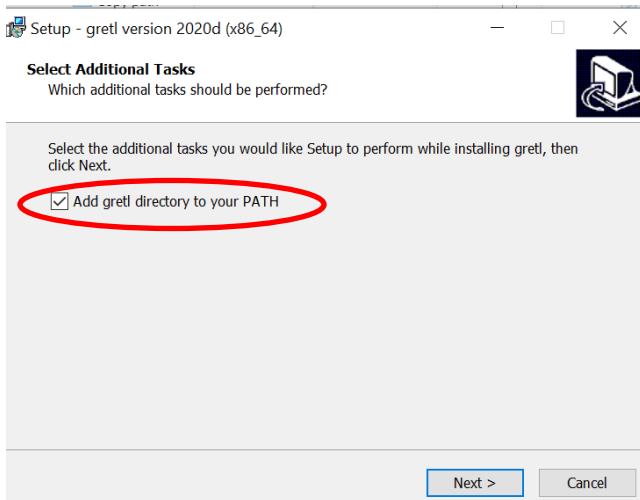 Copy path
Setup - gretl version 2020d (x86_64)
Select Additional Tasks
Which additional tasks should be performed?
Select the additional tasks you would like Setup to perform while installing gretl, then
click Next.
Add gretl directory to your PATH
Next >
Cancel